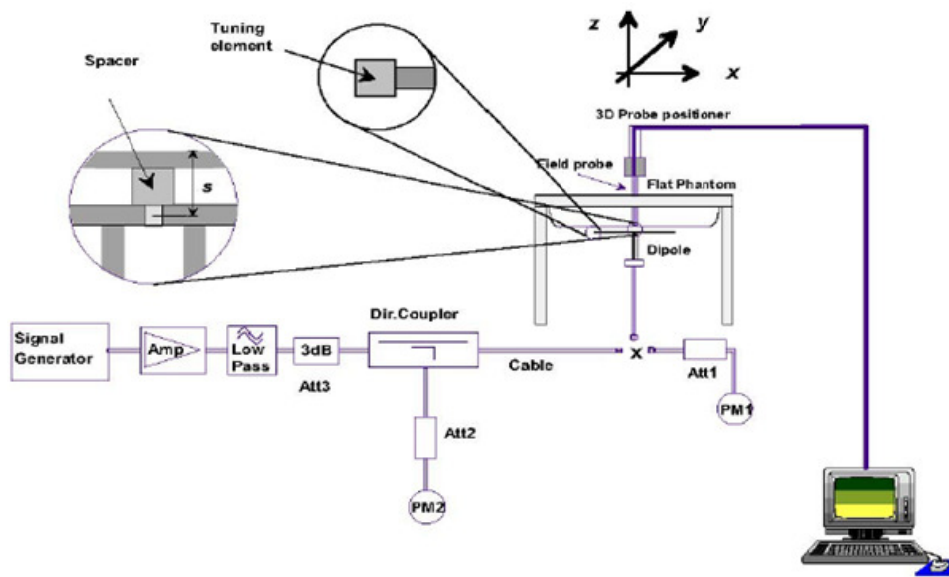 Tuning
element
Spacer
z
y
x
3D Probe positioner
Field probe
Flat Phantom
s
Dipole
Dir.Coupler
Signal
Generator
Amp
Low
Pass
3dB
Att3
Cable
x
Att1
PM1
Att2
PM2